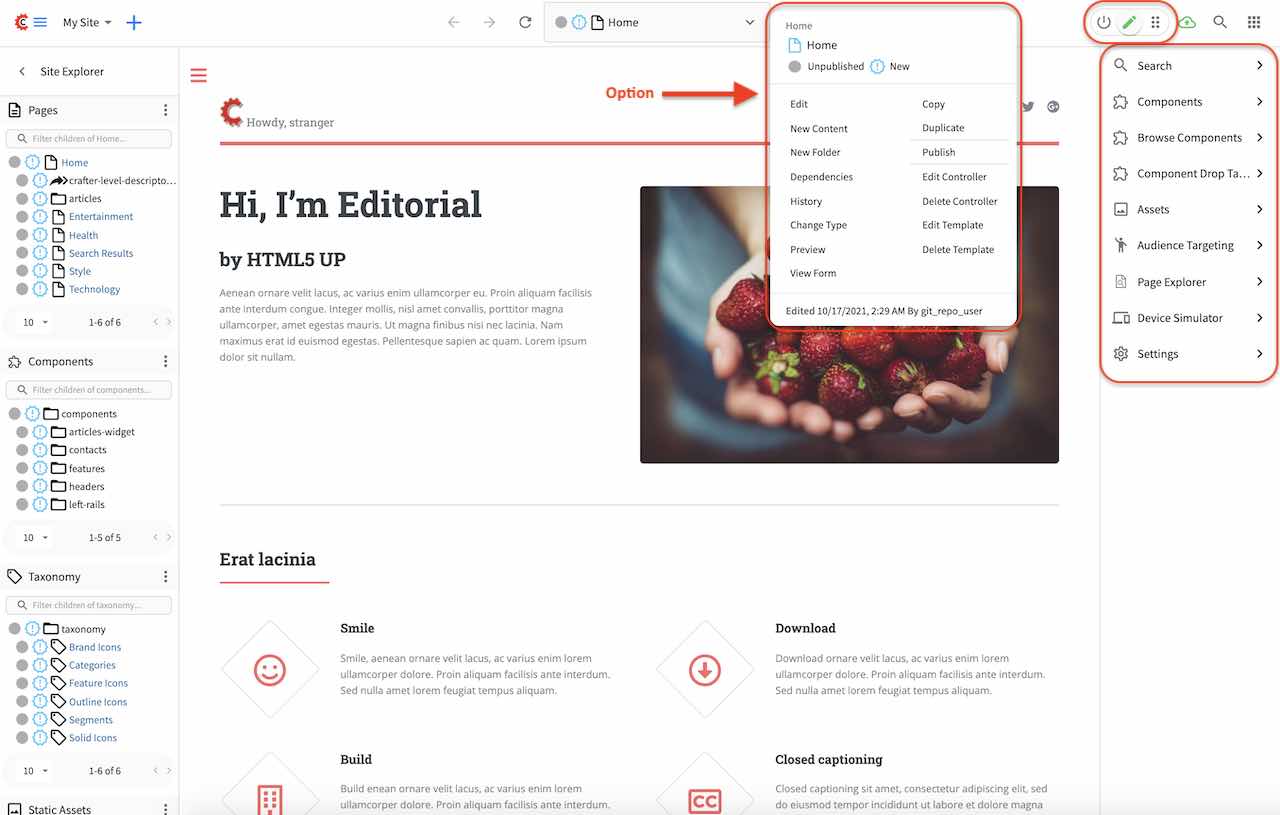 My Site
Home
Home
Home
Unpublished New
Option
Edit
New Content
New Folder
Dependencies
History
Change Type
Preview
View Form
Copy
Duplicate
Publish
Edit Controller
Delete Controller
Edit Template
Delete Template
Edited 10/17/2021, 2:29 AM By git_repo_user
Search
Components
Browse Components
Component Drop Ta...
Assets
Audience Targeting
Page Explorer
Device Simulator
Settings
Site Explorer
Pages
Filter children of Home...
Home
crafter-level-descripto...
articles
Entertainment
Health
Search Results
Style
Technology
10 1-6 of 6
Components
Filter children of components...
components
articles-widget
contacts
features
headers
left-rails
10 1-5 of 5
Taxonomy
Filter children of taxonomy...
taxonomy
Brand Icons
Categories
Feature Icons
Outline Icons
Segments
Solid Icons
10 1-6 of 6
Static Assets
Howdy, stranger
Hi, I’m Editorial
by HTML5 UP
Aenean ornare velit lacus, ac varius enim ullamcorper eu. Proin aliquam facilisis
ante interdum congue. Integer mollis, nisl amet convallis, porttitor magna
ullamcorper, amet egestas mauris. Ut magna finibus nisi nec lacinia. Nam
maximus erat id euismod egestas. Pellentesque sapien ac quam. Lorem ipsum
dolor sit nullam.
Erat lacinia
Smile
Smile, aenean ornare velit lacus, ac varius enim lorem
ullamcorper dolore. Proin aliquam facilisis ante interdum.
Sed nulla amet lorem feugiat tempus aliquam.
Download
Download ornare velit lacus, ac varius enim lorem
ullamcorper dolore. Proin aliquam facilisis ante interdum.
Sed nulla amet lorem feugiat tempus aliquam.
Build
Build enean ornare velit lacus, ac varius enim lorem
ullamcorper dolore. Proin aliquam facilisis ante interdum.
CC
Closed captioning
Closed captioning sit amet, consectetur adipiscing elit, sed
do eiusmod tempor incididunt ut labore et dolore magna